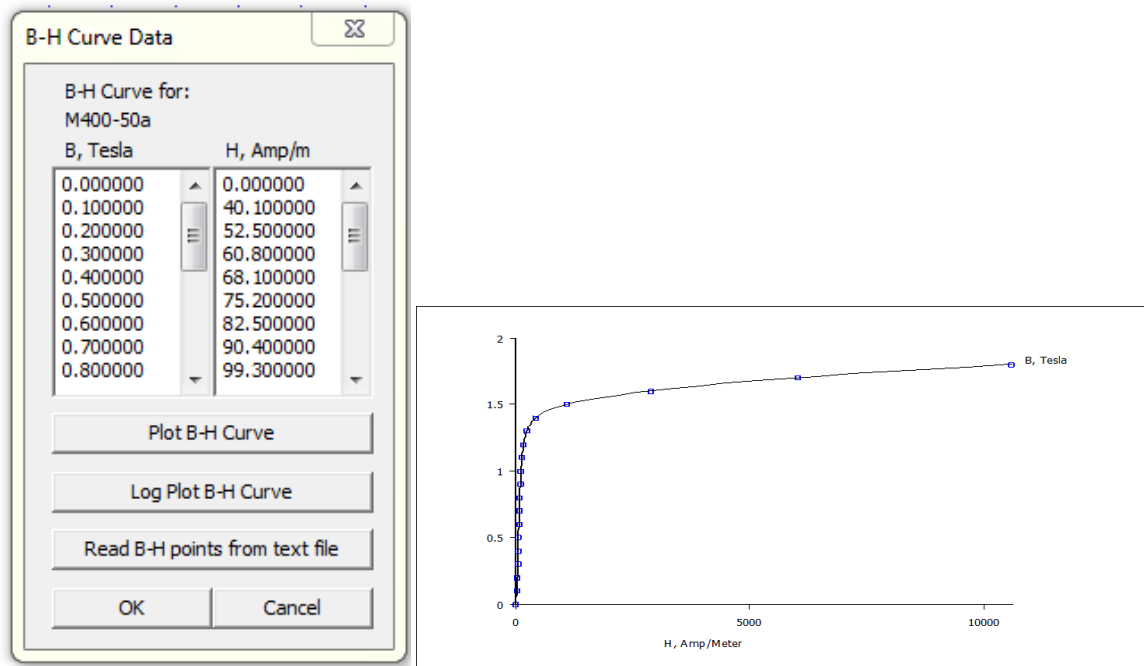 B-H Curve Data
B-H Curve for:
M400-50a
B, Tesla H, Amp/m
0.000000 0.000000
0.100000 40.100000
0.200000 52.500000
0.300000 60.800000
0.400000 68.100000
0.500000 75.200000
0.600000 82.500000
0.700000 90.400000
0.800000 99.300000
Plot B-H Curve
Log Plot B-H Curve
Read B-H points from text file
OK Cancel
2
B, Tesla
1.5
1
0.5
0
0 5000 10000
H, Amp/Meter